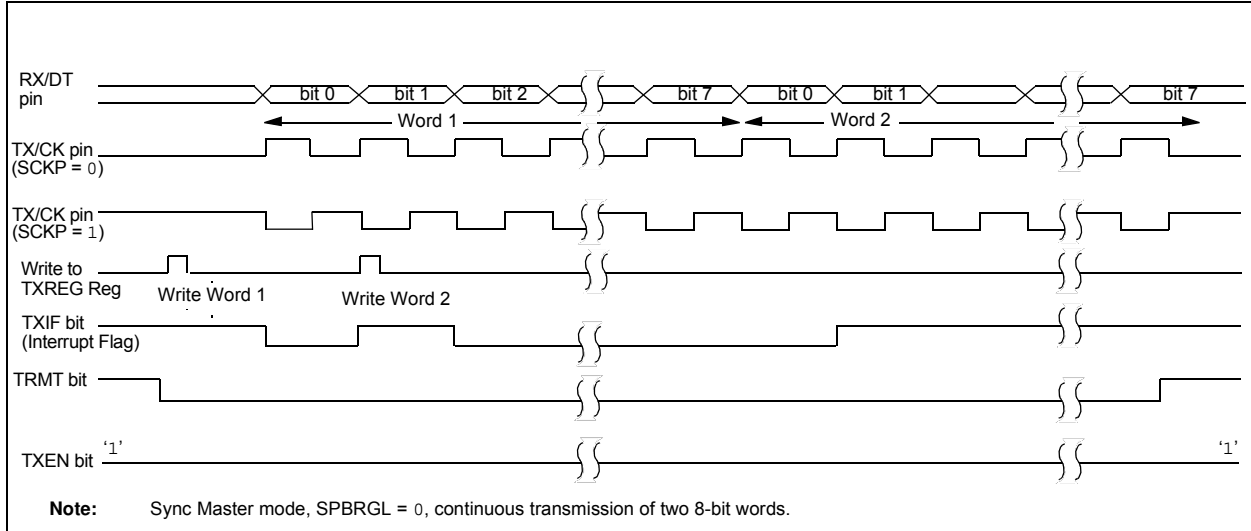 RX/DT
pin
bit 0 bit 1 bit 2 bit 7 bit 0 bit 1 bit 7
Word 1 Word 2
TX/CK pin
(SCKP = 0)
TX/CK pin
(SCKP = 1)
Write to
TXREG Reg
Write Word 1 Write Word 2
TXIF bit
(Interrupt Flag)
TRMT bit
'1' '1'
TXEN bit
Note: Sync Master mode, SPBRGL = 0, continuous transmission of two 8-bit words.